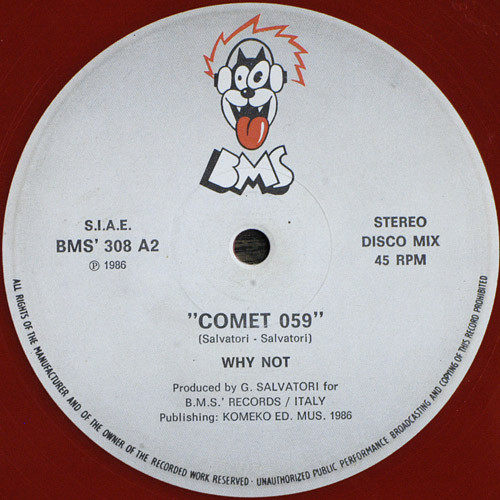 BMS
S.I.A.E.
BMS' 308 A2
℗ 1986
STEREO
DISCO MIX
45 RPM
"COMET 059"
(Salvatori - Salvatori)
WHY NOT
Produced by G. SALVATORI for
B.M.S.' RECORDS / ITALY
Publishing: KOMEKO ED. MUS. 1986
ALL RIGHTS OF THE MANUFACTURER AND OF THE OWNER OF THE RECORDED WORK RESERVED - UNAUTHORIZED PUBLIC PERFORMANCE BROADCASTING AND COPYING OF THIS RECORD PROHIBITED